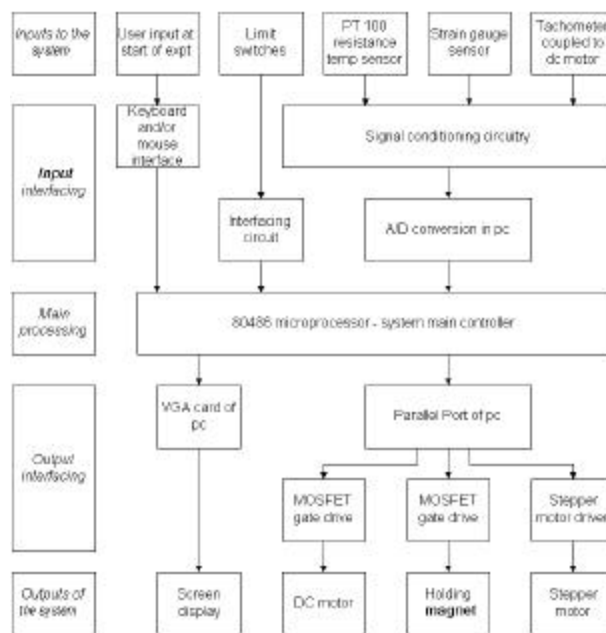 Inputs to
the system
User input at
start of expt
Limit
switches
PT 100
resistance
temp sensor
Strain gauge
sensor
Tachometer
coupled to
dc motor
Input
interfacing
Keyboard
and/or
mouse
interface
Signal conditioning circuitry
Interfacing
circuit
A/D conversion in pc
Main
processing
80486 microprocessor - system main controller
Output
interfacing
VGA card of
pc
Parallel Port of pc
MOSFET
gate drive
MOSFET
gate drive
Stepper
motor driver
Outputs of
the system
Screen
display
DC motor
Holding
magnet
Stepper
motor